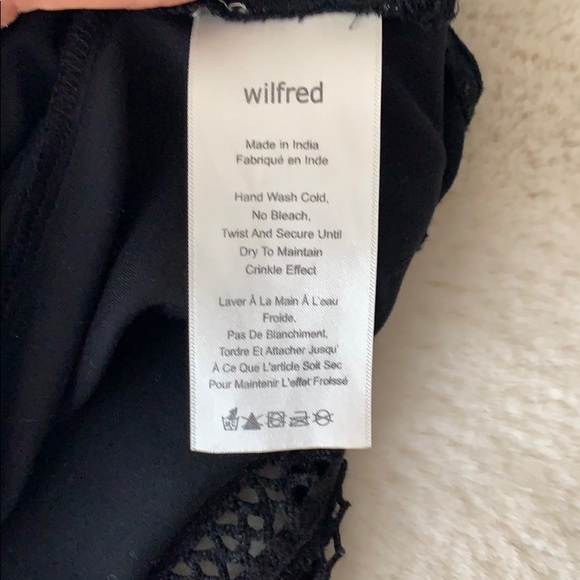 wilfred
Made in India
Fabriqué en Inde
Hand Wash Cold,
No Bleach,
Twist And Secure Until
Dry To Maintain
Crinkle Effect
Laver À La Main À L'eau
Froide.
Pas De Blanchiment,
Tordre Et Attacher Jusqu'
À Ce Que L'article Soit Sec
Pour Maintenir L'effet Froissé